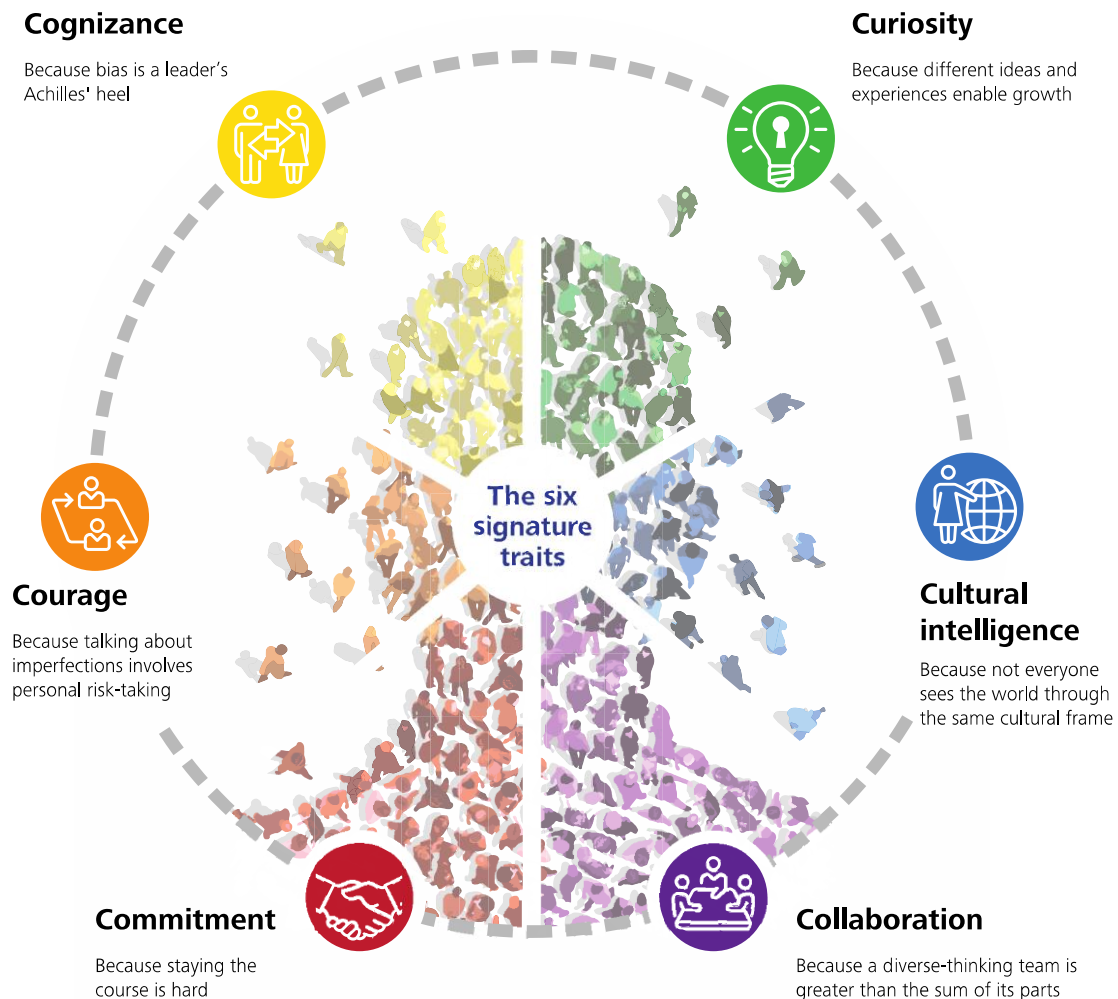 Cognizance
Because bias is a leader's
Achilles' heel
Curiosity
Because different ideas and
experiences enable growth
The six
signature
traits
Courage
Because talking about
imperfections involves
personal risk-taking
Cultural
intelligence
Because not everyone
sees the world through
the same cultural frame
Commitment
Because staying the
course is hard
Collaboration
Because a diverse-thinking team is
greater than the sum of its parts